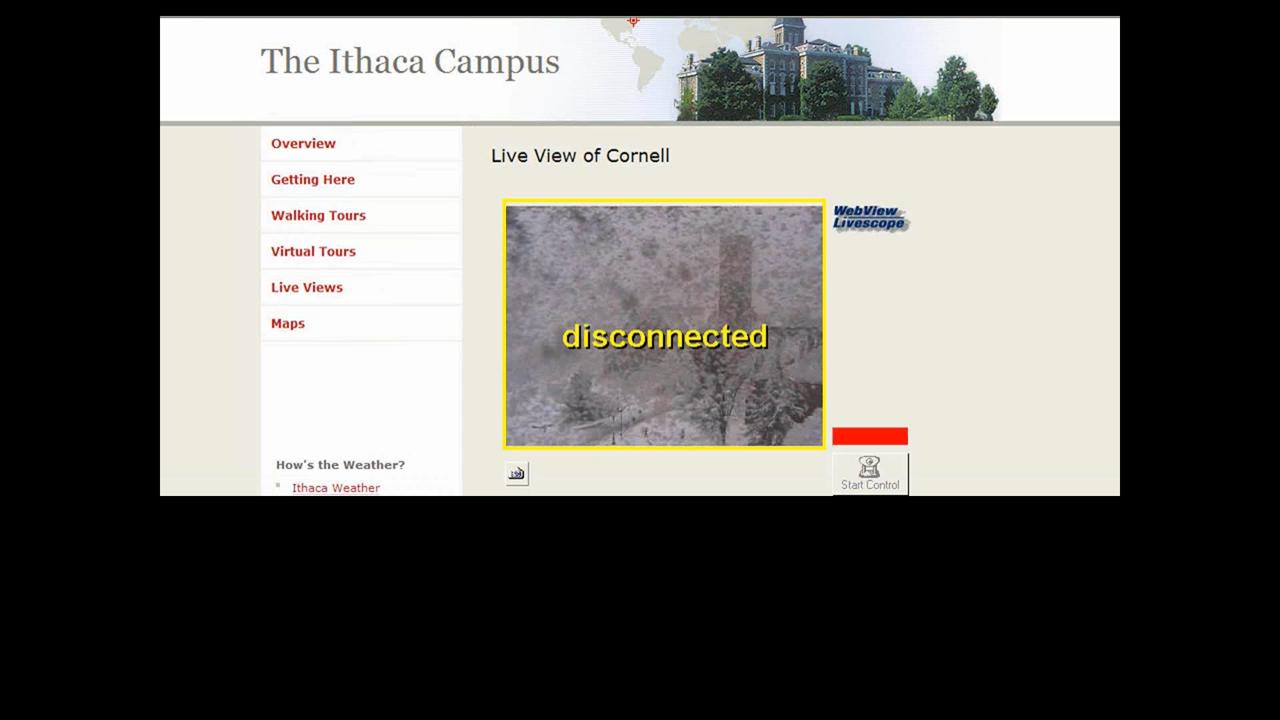 The Ithaca Campus
Overview
Getting Here
Walking Tours
Virtual Tours
Live Views
Maps
How's the Weather?
Ithaca Weather
Live View of Cornell
disconnected
WebView
Livescope
Start Control